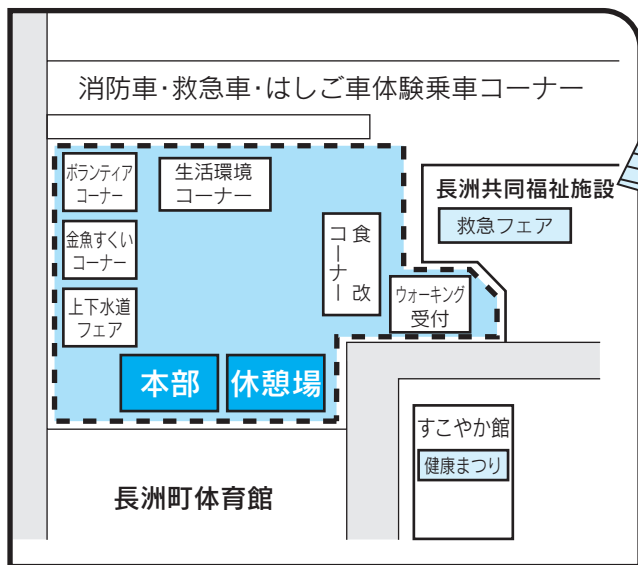 消防車･救急車･はしご車体験乗車コーナー
ボランティア
コーナー
生活環境
コーナー
長洲共同福祉施設
救急フェア
金魚すくい
コーナー
食改
コーナー
上下水道
フェア
ウォーキング
受付
本部
休憩場
すこやか館
健康まつり
長洲町体育館